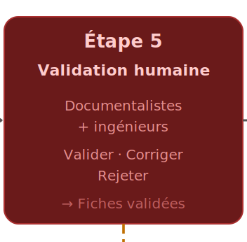 Étape 5
Validation humaine
Documentalistes
+ ingénieurs
Valider · Corriger
Rejeter
→ Fiches validées